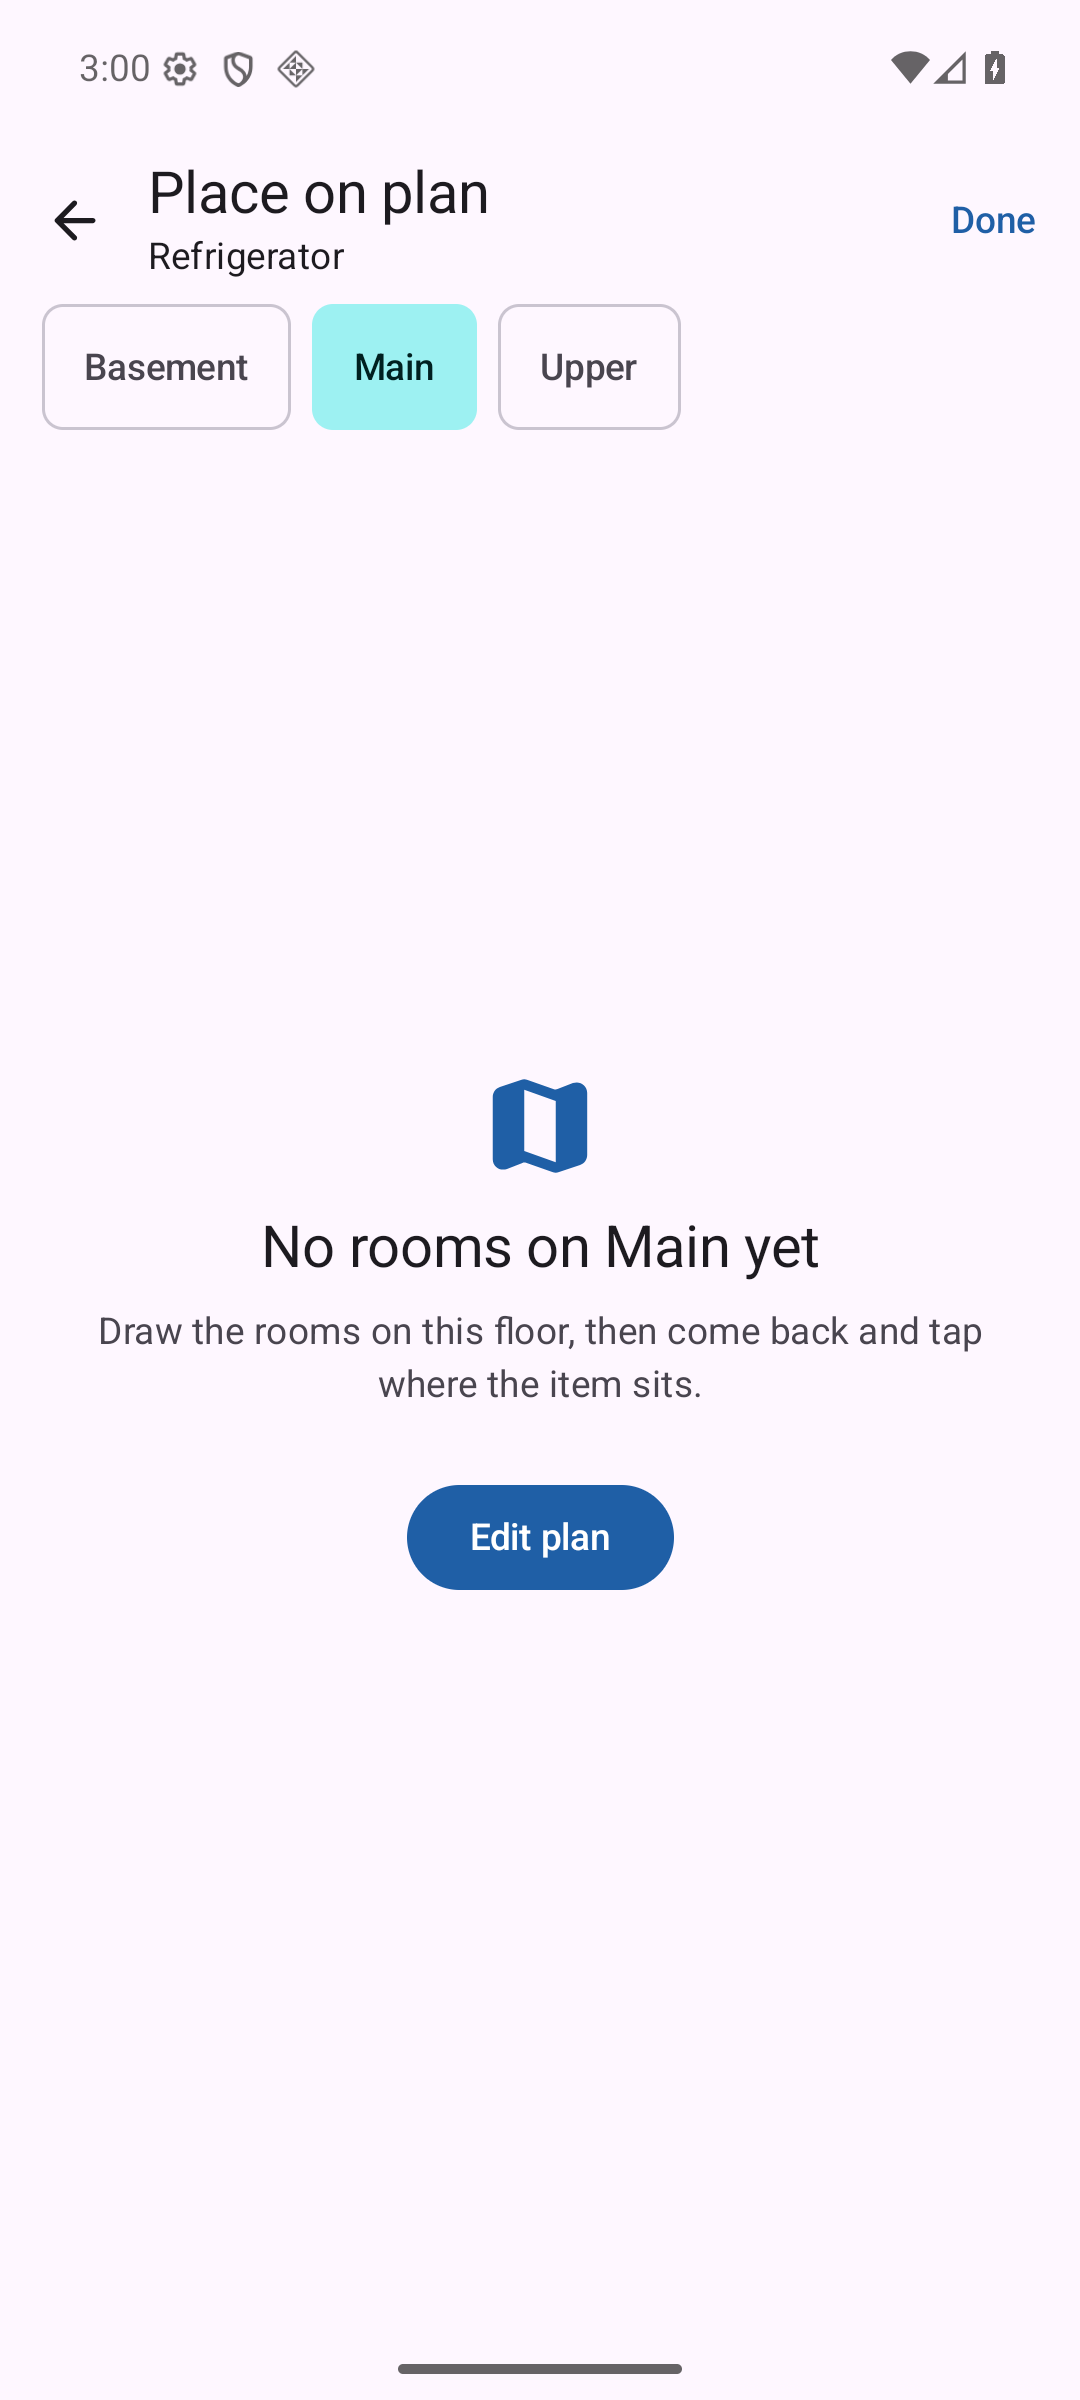 3:00
Place on plan
Refrigerator
Done
Basement
Main
Upper
No rooms on Main yet
Draw the rooms on this floor, then come back and tap
where the item sits.
Edit plan